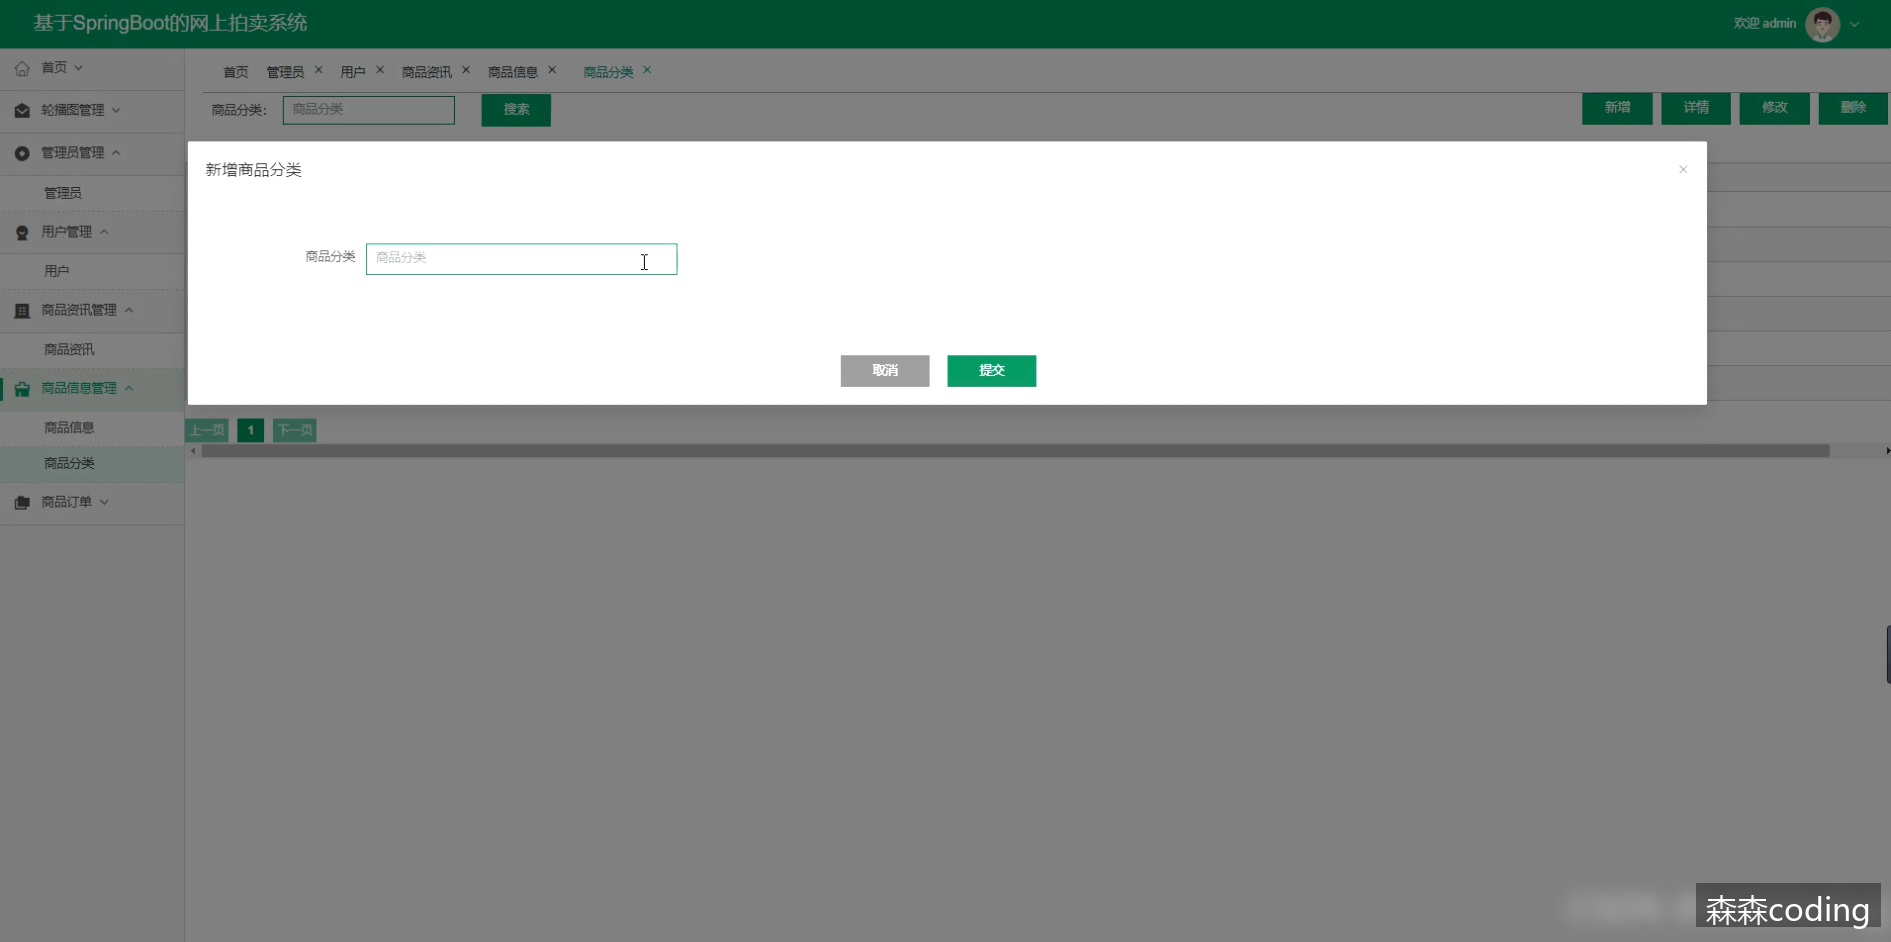 基于SpringBoot的网上拍卖系统
欢迎 admin
首页
轮播图管理
管理员管理
管理员
用户管理
用户
商品资讯管理
商品资讯
商品信息管理
商品信息
商品分类
商品订单
首页 管理员 用户 商品资讯 商品信息 商品分类
商品分类: 商品分类 搜索 新增 详情 修改 删除
新增商品分类
商品分类 商品分类
取消 提交
上一页 1 下一页
森森coding